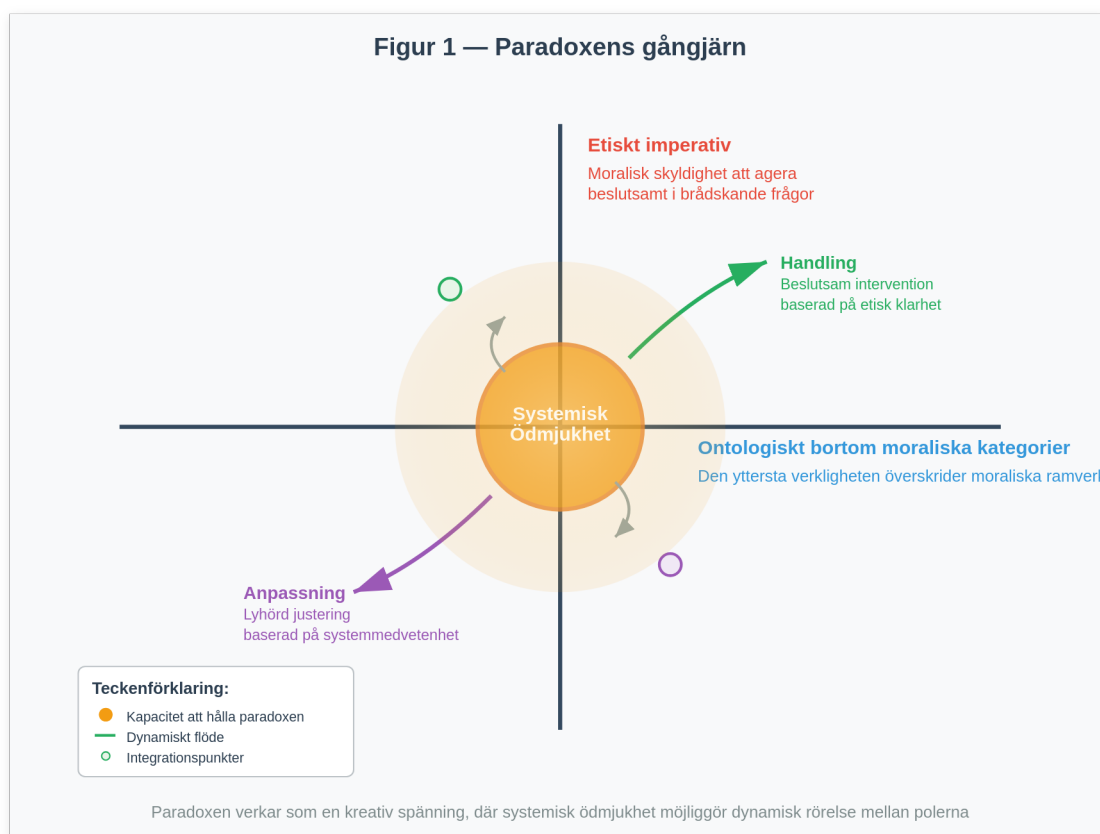 Figur 1 — Paradoxens gångjärn
Etiskt imperativ
Moralisk skyldighet att agera
beslutsamt i brådskande frågor
Handling
Beslutsam intervention
baserad på etisk klarhet
Systemisk
Ödmjukhet
Ontologiskt bortom moraliska kategorier
Den yttersta verkligheten överskrider moraliska
Anpassning
Lyhörd justering
baserad på systemmedvetenhet
Teckenförklaring:
Kapacitet att hålla paradoxen
Dynamiskt flöde
Integrationspunkter
Paradoxen verkar som en kreativ spänning, där systemisk ödmjukhet möjliggör dynamisk rörelse mellan polerna